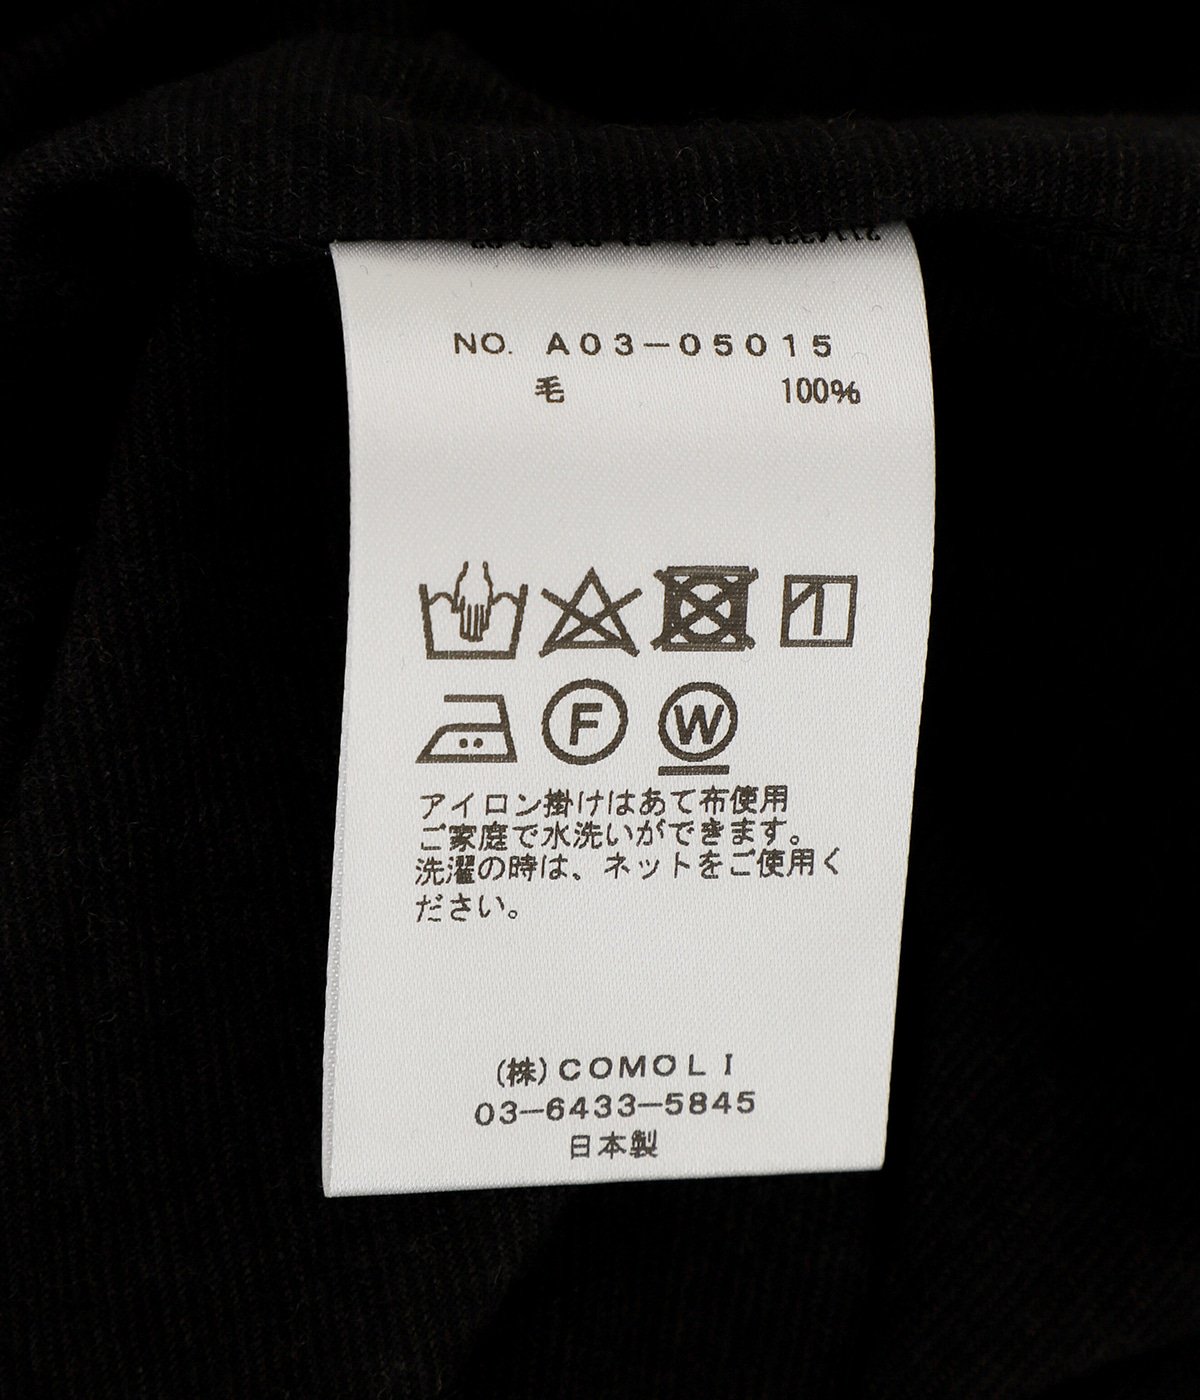 NO. A03-05015
毛 100%
F W
アイロン掛けはあて布使用
ご家庭で水洗いができます。
洗濯の時は、ネットをご使用く
ださい。
(株)COMOLI
03-6433-5845
日本製